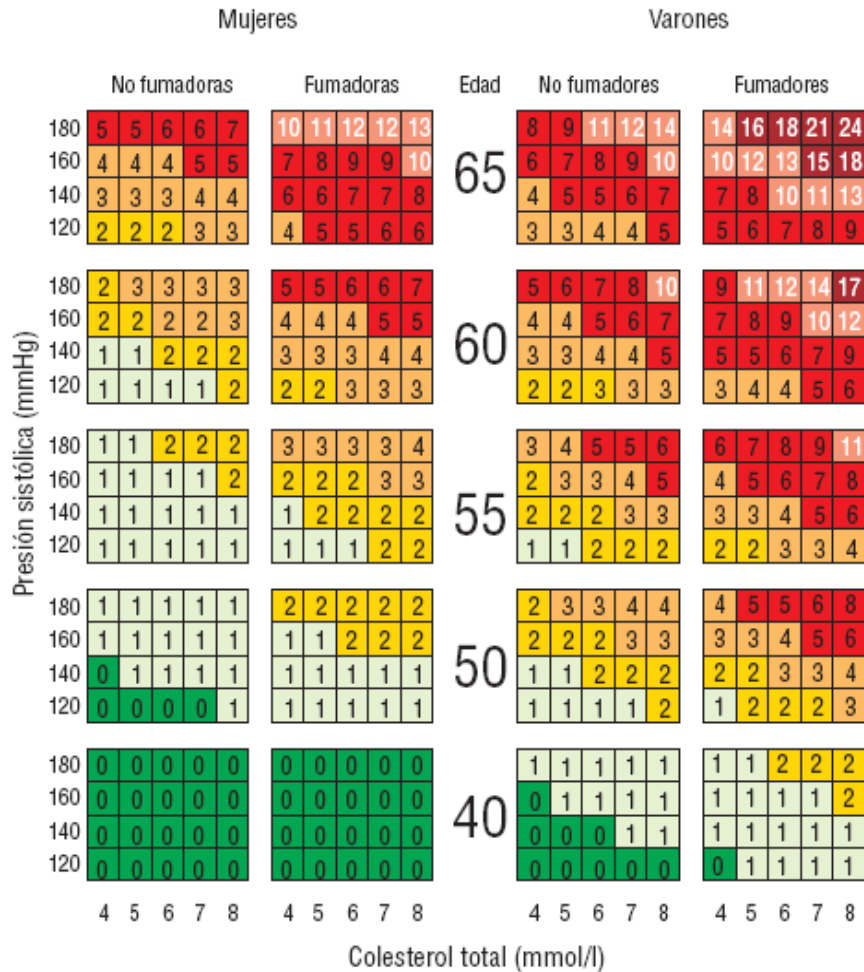 Mujeres Varones
No fumadoras Fumadoras Edad No fumadores Fumadores
180 5 5 6 6 7 10 11 12 12 13 8 9 11 12 14 14 16 18 21 24
160 4 4 4 5 5 7 8 9 9 10 6 7 8 9 10 10 12 13 15 18
65
140 3 3 3 4 4 6 6 7 7 8 4 5 5 6 7 7 8 10 11 13
120 2 2 2 3 3 4 5 5 6 6 3 3 4 4 5 5 6 7 8 9
180 2 3 3 3 3 5 5 6 6 7 5 6 7 8 10 9 11 12 14 17
160 2 2 2 2 3 4 4 4 5 5 4 4 5 6 7 7 8 9 10 12
60
140 1 1 2 2 2 3 3 3 4 4 3 3 4 4 5 5 5 6 7 9
120 1 1 1 1 2 2 2 3 3 3 2 2 3 3 3 3 4 4 5 6
180 1 1 2 2 2 3 3 3 3 4 3 4 5 5 6 6 7 8 9 11
160 1 1 1 1 2 2 2 2 3 3 2 3 3 4 5 4 5 6 7 8
55
140 1 1 1 1 1 1 2 2 2 2 2 2 2 3 3 3 3 4 5 6
120 1 1 1 1 1 1 1 1 2 2 1 1 2 2 2 2 2 3 3 4
180 1 1 1 1 1 2 2 2 2 2 2 3 3 4 4 4 5 5 6 8
160 1 1 1 1 1 1 1 2 2 2 2 2 2 3 3 3 3 4 5 6
50
140 0 1 1 1 1 1 1 1 1 1 1 1 2 2 2 2 2 3 3 4
120 0 0 0 0 1 1 1 1 1 1 1 1 1 1 2 1 2 2 2 3
180 0 0 0 0 0 0 0 0 0 0 1 1 1 1 1 1 1 2 2 2
160 0 0 0 0 0 0 0 0 0 0 0 1 1 1 1 1 1 1 1 2
40
140 0 0 0 0 0 0 0 0 0 0 0 0 0 1 1 1 1 1 1 1
120 0 0 0 0 0 0 0 0 0 0 0 0 0 0 0 0 1 1 1 1
4 5 6 7 8 4 5 6 7 8 4 5 6 7 8 4 5 6 7 8
Colesterol total (mmol/l)
Presión sistólica (mmHg)